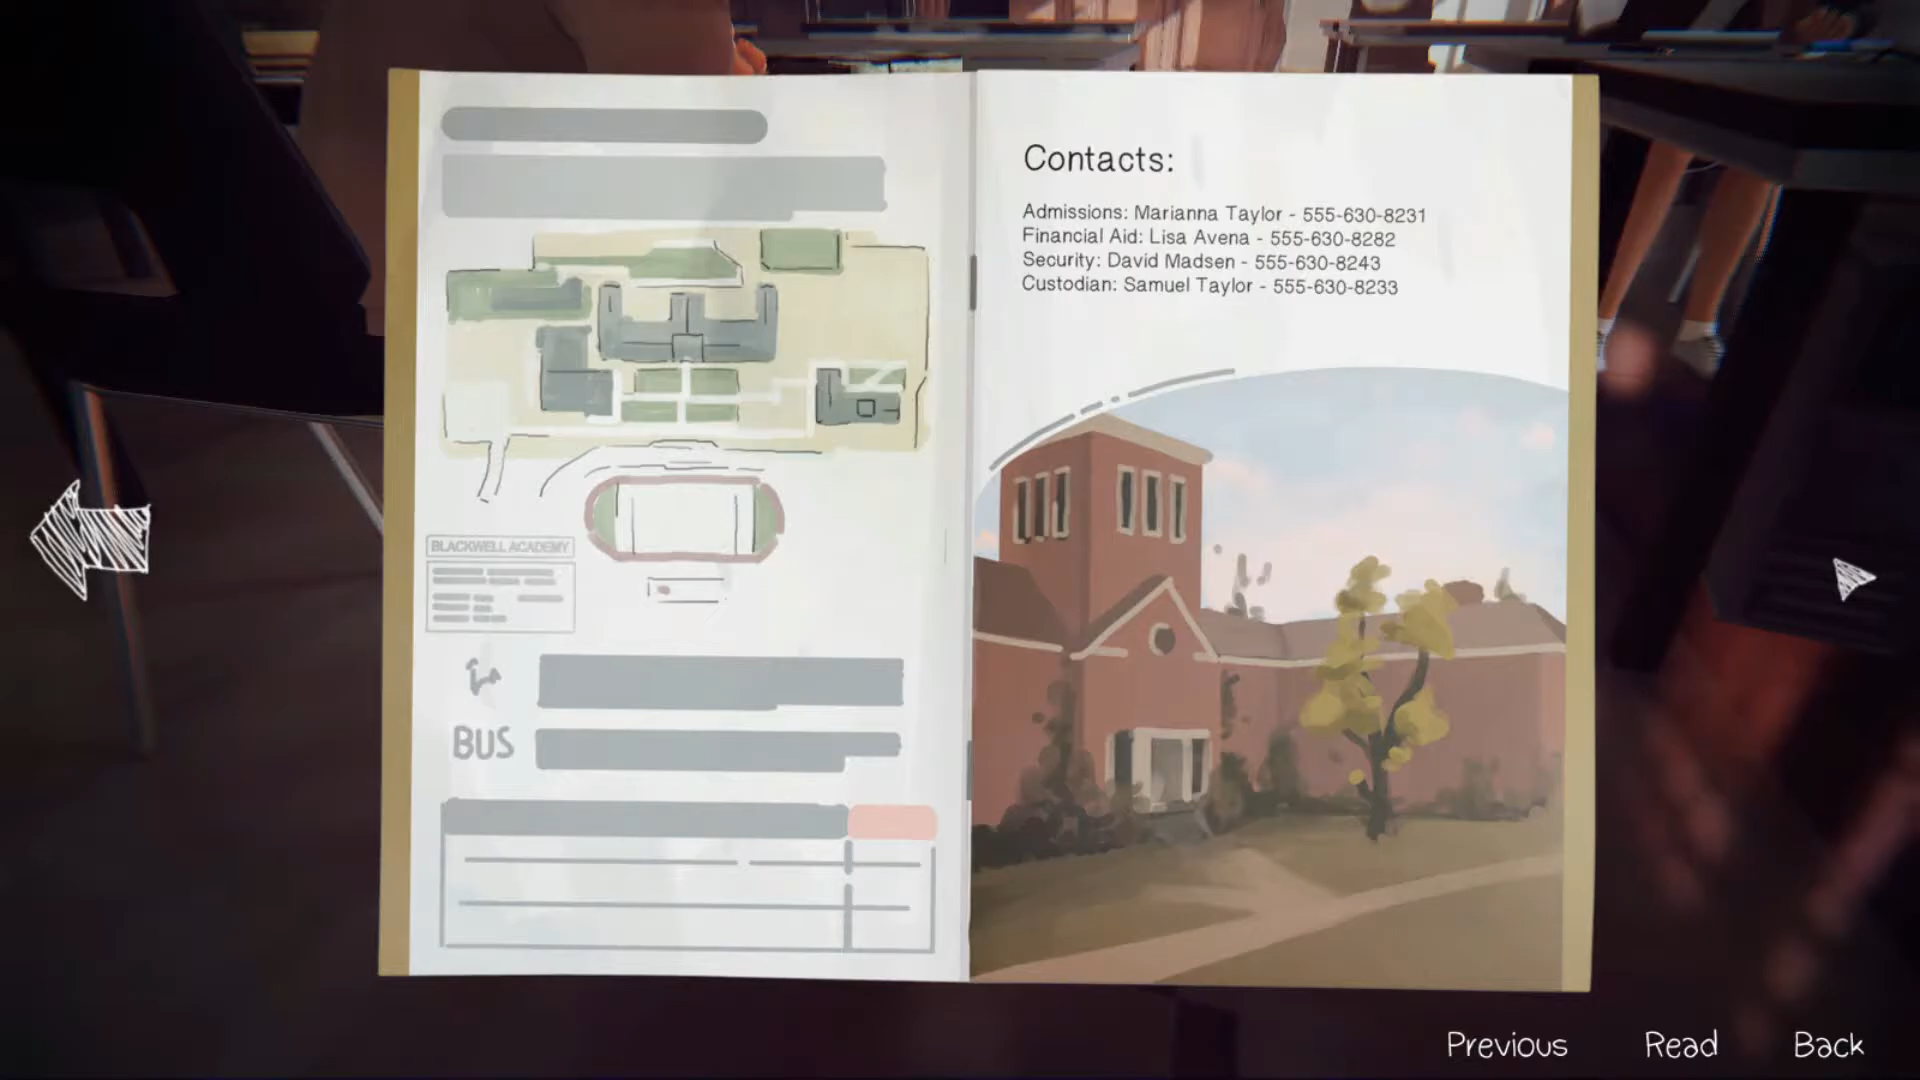 Contacts:
Admissions: Marianna Taylor - 555-630-8231
Financial Aid: Lisa Avena - 555-630-8282
Security: David Madsen - 555-630-8243
Custodian: Samuel Taylor - 555-630-8233
BLACKWELL ACADEMY
BUS
Previous
Read
Back